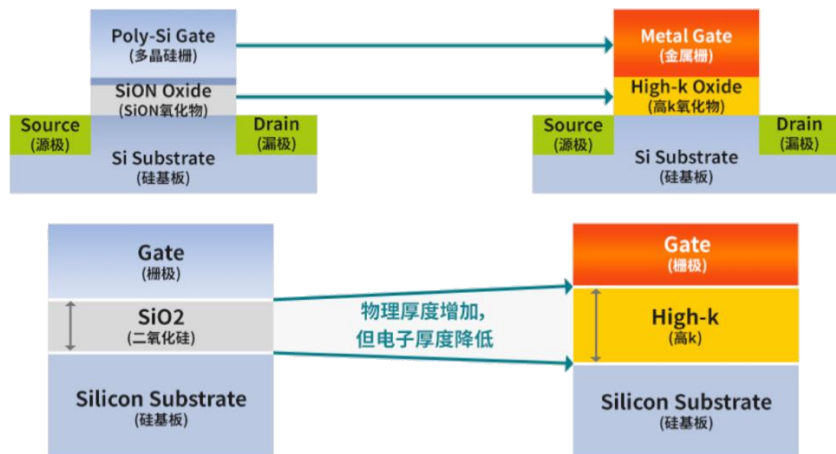 Poly-Si Gate
(多晶硅栅)
SiON Oxide
(SiON氧化物)
Source
(源极)
Drain
(漏极)
Si Substrate
(硅基板)
Metal Gate
(金属栅)
High-k Oxide
(高k氧化物)
Source
(源极)
Drain
(漏极)
Si Substrate
(硅基板)
Gate
(栅极)
SiO2
(二氧化硅)
Silicon Substrate
(硅基板)
物理厚度增加，
但电子厚度降低
Gate
(栅极)
High-k
(高k)
Silicon Substrate
(硅基板)